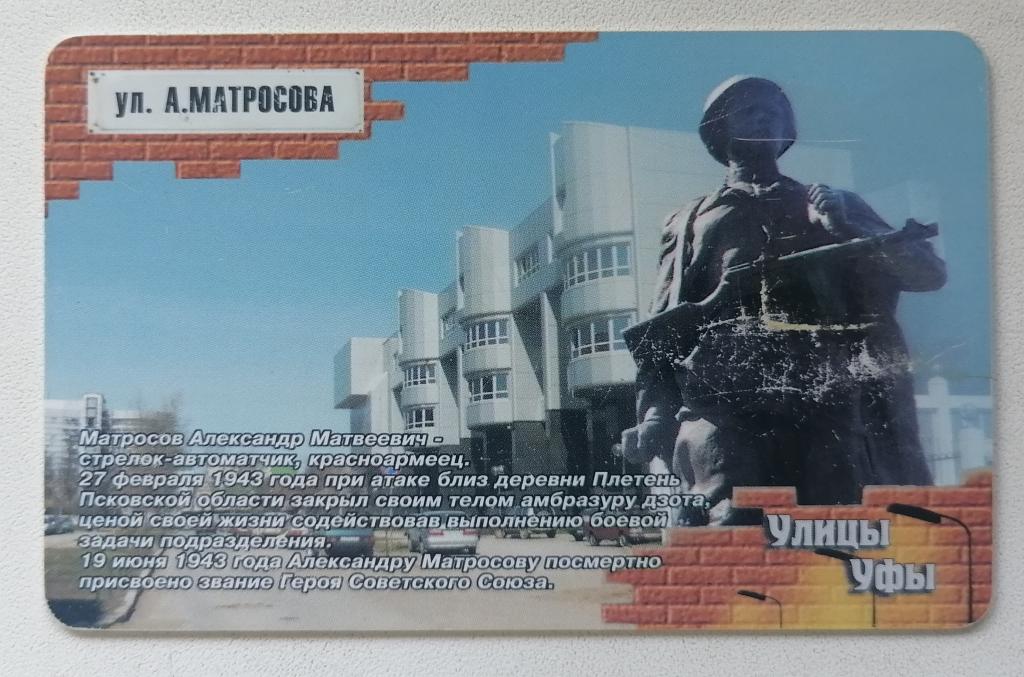 ул. А.МАТРОСОВА
Матросов Александр Матвеевич -
стрелок-автоматчик, красноармеец.
27 февраля 1943 года при атаке близ деревни Плетень
Псковской области закрыл своим телом амбразуру дзота,
ценой своей жизни содействовав выполнению боевой
задачи подразделения.
19 июня 1943 года Александру Матросову посмертно
присвоено звание Героя Советского Союза.
Улицы
Уфы